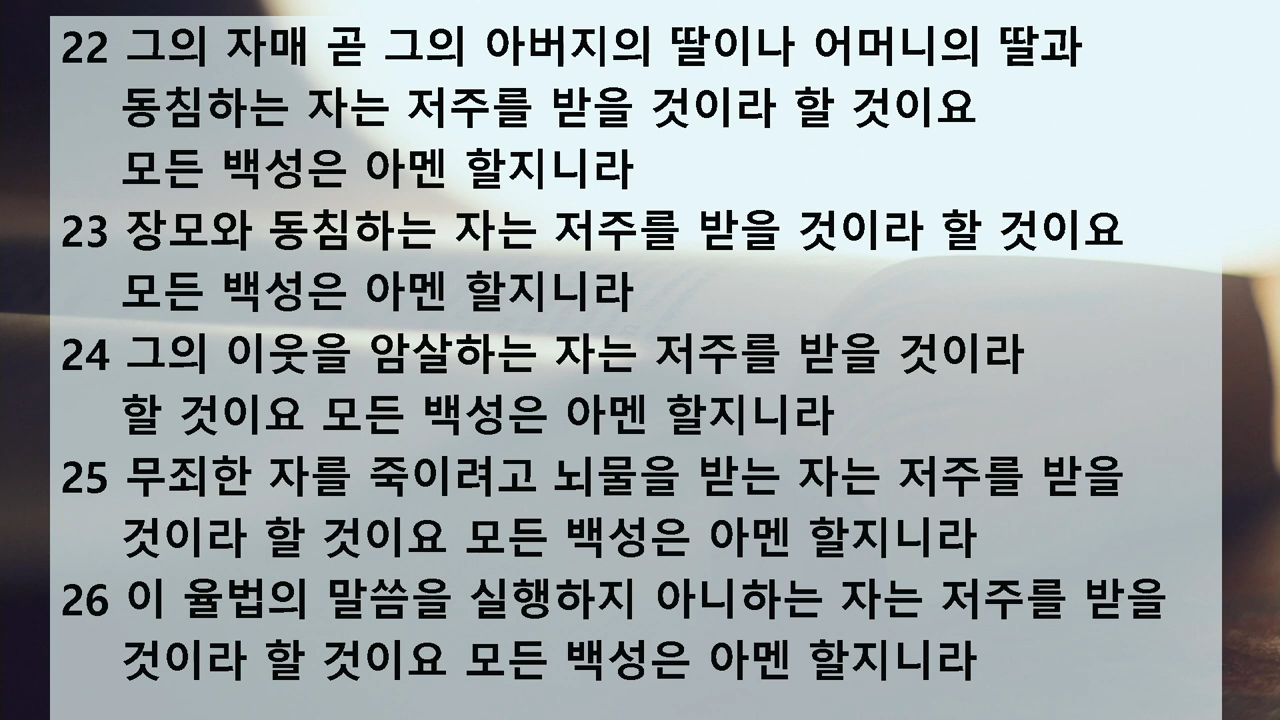 22 그의 자매 곧 그의 아버지의 딸이나 어머니의 딸과
동침하는 자는 저주를 받을 것이라 할 것이요
모든 백성은 아멘 할지니라
23 장모와 동침하는 자는 저주를 받을 것이라 할 것이요
모든 백성은 아멘 할지니라
24 그의 이웃을 암살하는 자는 저주를 받을 것이라
할 것이요 모든 백성은 아멘 할지니라
25 무죄한 자를 죽이려고 뇌물을 받는 자는 저주를 받을
것이라 할 것이요 모든 백성은 아멘 할지니라
26 이 율법의 말씀을 실행하지 아니하는 자는 저주를 받을
것이라 할 것이요 모든 백성은 아멘 할지니라